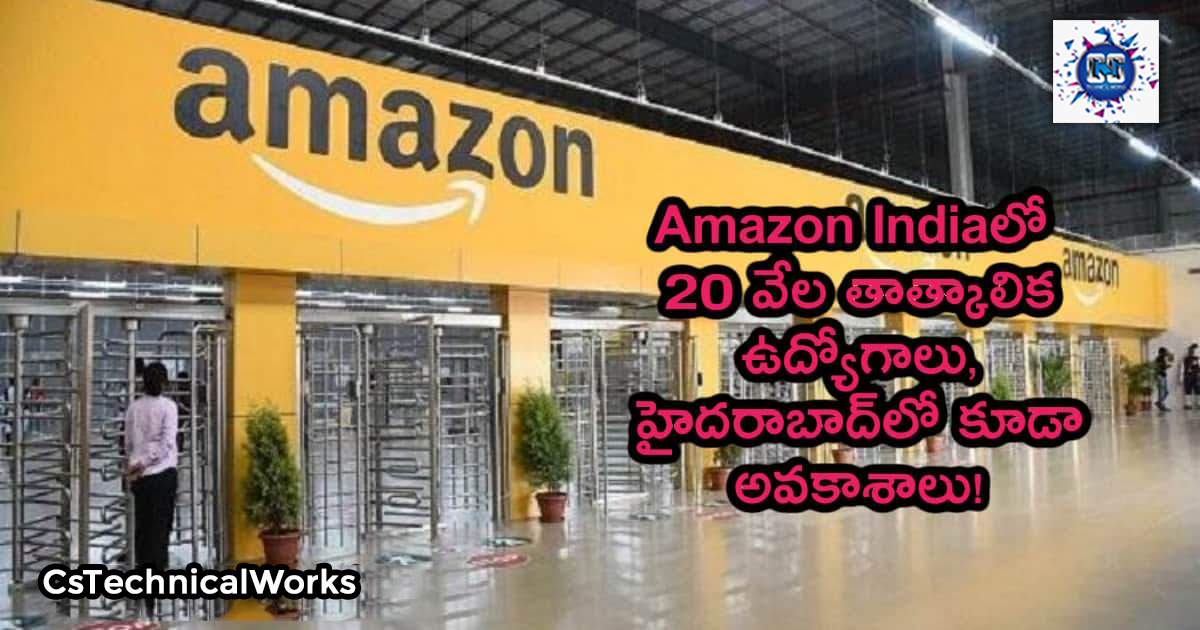 amazon
amazon
Amazon Indiaలో
20 వేల తాత్కాలిక
ఉద్యోగాలు,
హైదరాబాద్‌లో కూడా
అవకాశాలు!
CsTechnicalWorks